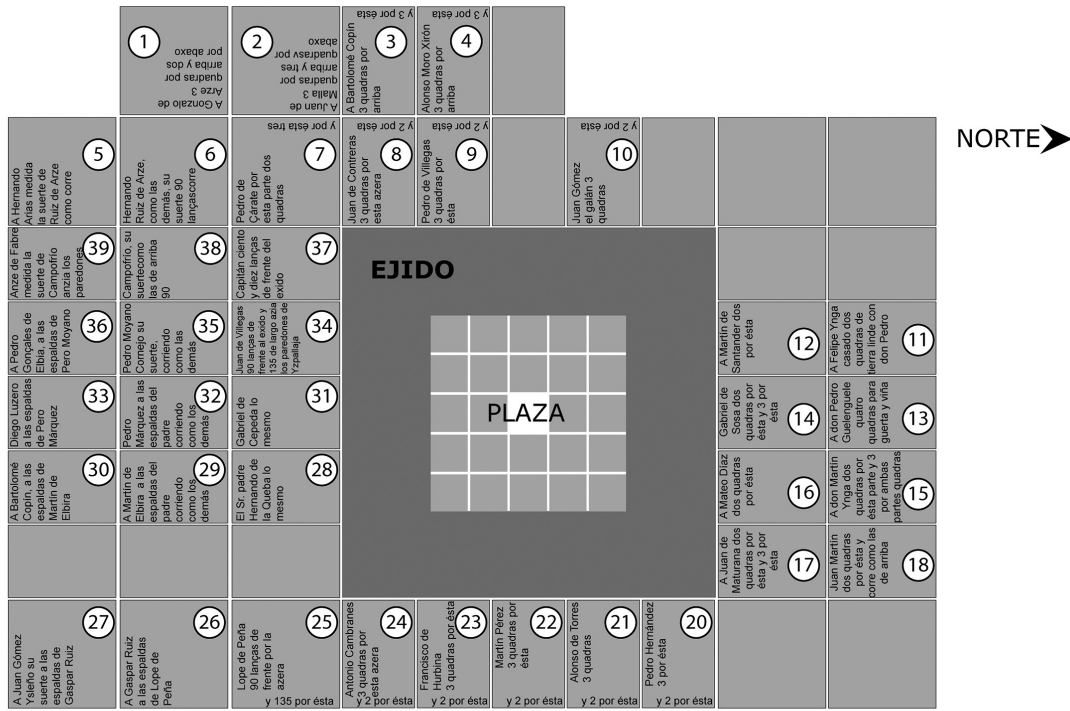 1
A Gonzalo de
Arze 3
quadras por
arriba y dos
por abaxo
2
A Juan de
Malla 3
quadras por
arriba y tres
quadrasv por
abaxo
3
A Bartolomé Copín
3 quadras por
arriba
y 3 por ésta
4
Alonso Moro Xirón
3 quadras por
arriba
y 3 por ésta
NORTE
5
A Hernando
Arias medida
la suerte de
Ruiz de Arze
como corre
6
Hernando
Ruiz de Arze,
como las
demás, su
suerte 90
lançascorre
7
Pedro de
Çárate por
esta parte dos
quadras
y por ésta tres
8
Juan de Contreras
3 quadras por
esta azera
y 2 por ésta
9
Pedro de Villegas
3 quadras por
ésta
y 2 por ésta
10
Juan Gómez
el galán 3
quadras
y 2 por ésta
39
Anze de Fabre
medida la
suerte de
Campofrío
anzia los
paredones
38
Campofrío, su
suertecomo
las de arriba
90
37
Capitán ciento
y diez lanças
de frente del
exido
EJIDO
36
A Pedro
Gonçales de
Elbia, a las
espaldas de
Pero Moyano
35
Pedro Moyano
Cornejo su
suerte,
corriendo
como las
demás
34
Juan de Villegas
90 lanças de
frente al exido y
135 de largo azia
los paredones de
Yzpallaja
12
A Martín de
Santander dos
por ésta
11
A Felipe Ynga
casado dos
quadras de
tierra linde con
don Pedro
33
Diego Luzero
a las espaldas
de Pero
Márquez
32
Pedro
Márquez a las
espaldas del
padre
corriendo
como los
demás
31
Gabriel de
Cepeda lo
mesmo
PLAZA
14
Gabriel de
Sosa dos
quadras por
ésta y 3 por
ésta
13
A don Pedro
Guelenguele
quatro
quadras para
guerta y viña
30
A Bartolomé
Coplín, a las
espaldas de
Martín de
Elbira
29
A Martín de
Elbira a las
espaldas del
padre
corriendo
como los
demás
28
El Sr. padre
Hernando de
la Queba lo
mesmo
16
A Mateo Díaz
dos quadras
por ésta
15
A don Martín
Ynga dos
quadras por
ésta parte y 3
por ambas
partes quadras
17
A Juan de
Maturana dos
quadras por
ésta y 3 por
ésta
18
Juan Martín
dos quadras
por ésta y
corre como las
de arriba
27
A Juan Gómez
Ysleño su
suerte a las
espaldas de
Gaspar Ruiz
26
A Gaspar Ruiz
a las espaldas
de Lope de
Peña
25
Lope de Peña
90 lanças de
frente por la
azera
y 135 por ésta
24
Antonio Cambranes
3 quadras por
esta azera
y 2 por ésta
23
Francisco de
Hurbina
3 quadras por ésta
y 2 por ésta
22
Martín Pérez
3 quadras por
ésta
y 2 por ésta
21
Alonso de Torres
3 quadras
y 2 por ésta
20
Pedro Hernández
3 por ésta
y 2 por ésta